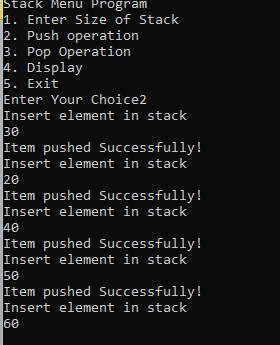 Stack Menu Program
1. Enter Size of Stack
2. Push operation
3. Pop Operation
4. Display
5. Exit
Enter Your Choice2
Insert element in stack
30
Item pushed Successfully!
Insert element in stack
20
Item pushed Successfully!
Insert element in stack
40
Item pushed Successfully!
Insert element in stack
50
Item pushed Successfully!
Insert element in stack
60